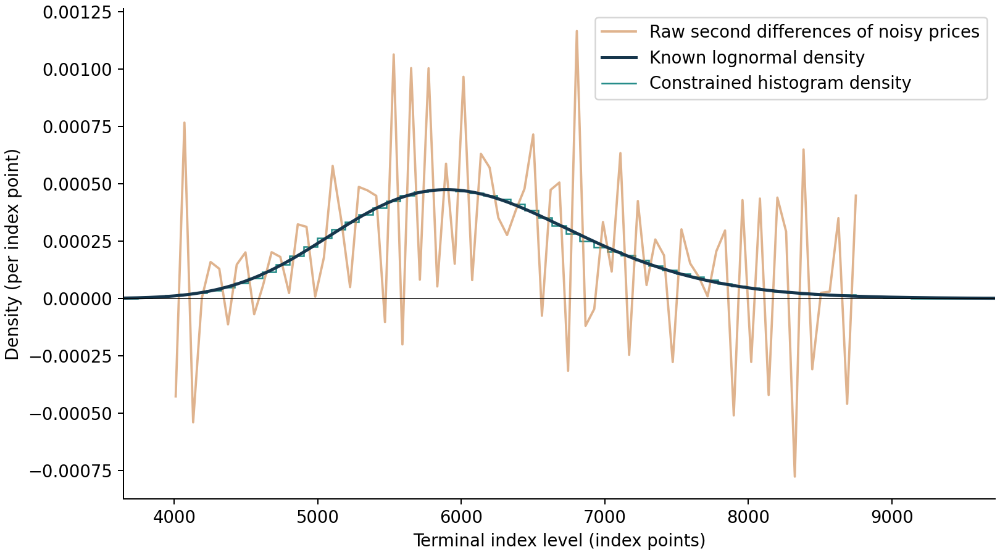 0.00125
0.00100
0.00075
0.00050
0.00025
0.00000
−0.00025
−0.00050
−0.00075
Density (per index point)
Raw second differences of noisy prices
Known lognormal density
Constrained histogram density
4000 5000 6000 7000 8000 9000
Terminal index level (index points)